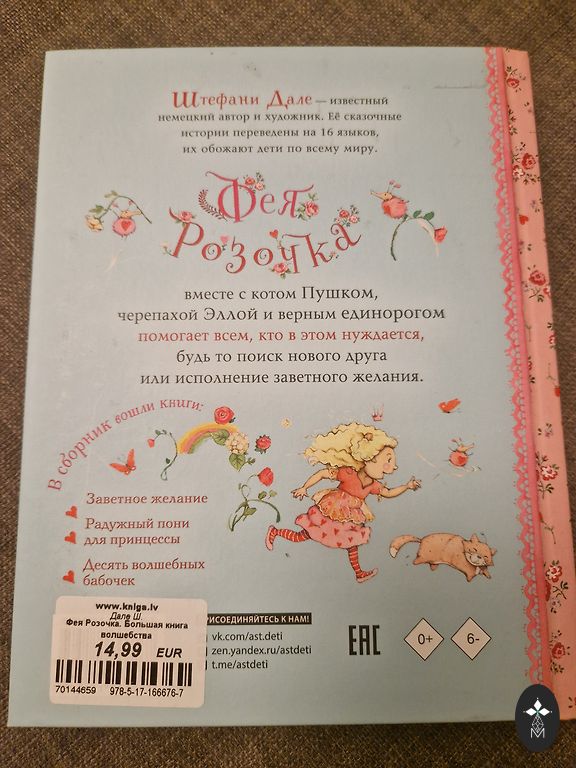 Штефани Дале — известный
немецкий автор и художник. Её сказочные
истории переведены на 16 языков,
их обожают дети по всему миру.
Фея
Розочка
вместе с котом Пушком,
черепахой Эллой и верным единорогом
помогает всем, кто в этом нуждается,
будь то поиск нового друга
или исполнение заветного желания.
В сборник вошли книги:
Заветное желание
Радужный пони
для принцессы
Десять волшебных
бабочек
www.kniga.lv
Дале Ш.
Фея Розочка. Большая книга
волшебства
14,99 EUR
70144659 978-5-17-166676-7
РИСОЕДИНЯЙТЕСЬ К НАМ!
vk.com/ast.deti
zen.yandex.ru/astdeti
t.me/astdeti
EAC
0+
6-
M